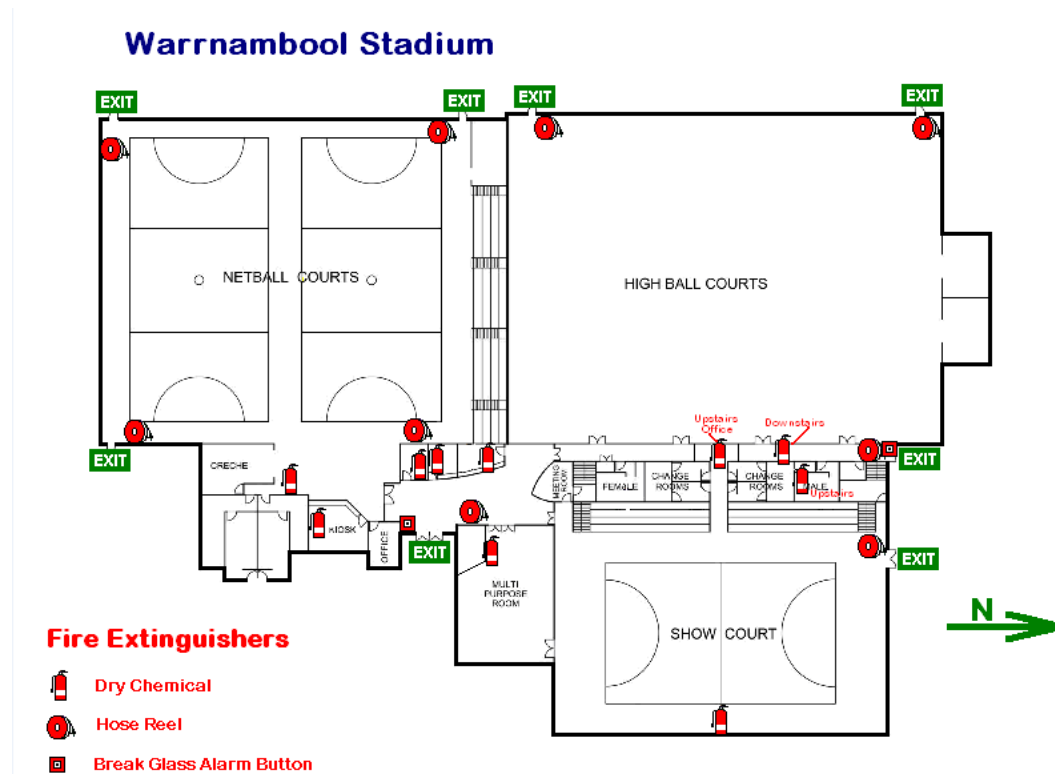 Warrnambool Stadium
EXIT
EXIT
EXIT
EXIT
NETBALL COURTS
HIGH BALL COURTS
Upstairs
Office
Downstairs
EXIT
EXIT
CRECHE
MEETING
ROOM
FEMALE
CHANGE
ROOMS
CHANGE
ROOMS
MALE
Upstairs
KIOSK
OFFICE
EXIT
EXIT
MULTI
PURPOSE
ROOM
SHOW COURT
N
Fire Extinguishers
Dry Chemical
Hose Reel
Break Glass Alarm Button